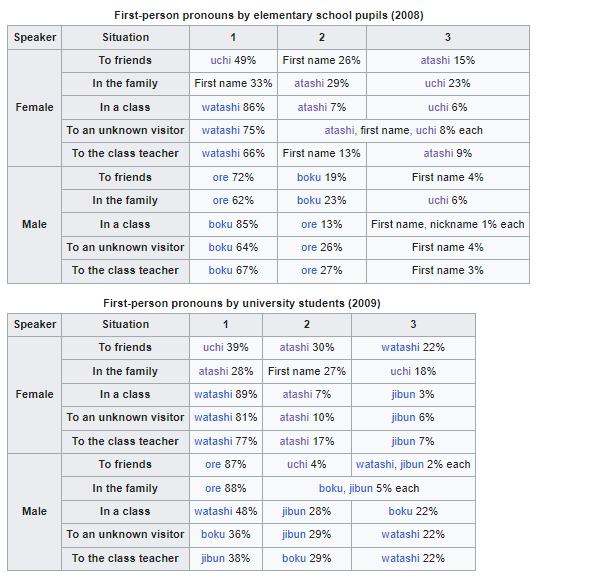 First-person pronouns by elementary school pupils (2008)
Speaker Situation 1 2 3
Female
To friends uchi 49% First name 26% atashi 15%
In the family First name 33% atashi 29% uchi 23%
In a class watashi 86% atashi 7% uchi 6%
To an unknown visitor watashi 75% atashi, first name, uchi 8% each
To the class teacher watashi 66% First name 13% atashi 9%
Male
To friends ore 72% boku 19% First name 4%
In the family ore 62% boku 23% uchi 6%
In a class boku 85% ore 13% First name, nickname 1% each
To an unknown visitor boku 64% ore 26% First name 4%
To the class teacher boku 67% ore 27% First name 3%
First-person pronouns by university students (2009)
Speaker Situation 1 2 3
Female
To friends uchi 39% atashi 30% watashi 22%
In the family atashi 28% First name 27% uchi 18%
In a class watashi 89% atashi 7% jibun 3%
To an unknown visitor watashi 81% atashi 10% jibun 6%
To the class teacher watashi 77% atashi 17% jibun 7%
Male
To friends ore 87% uchi 4% watashi, jibun 2% each
In the family ore 88% boku, jibun 5% each
In a class watashi 48% jibun 28% boku 22%
To an unknown visitor boku 36% jibun 29% watashi 22%
To the class teacher jibun 38% boku 29% watashi 22%